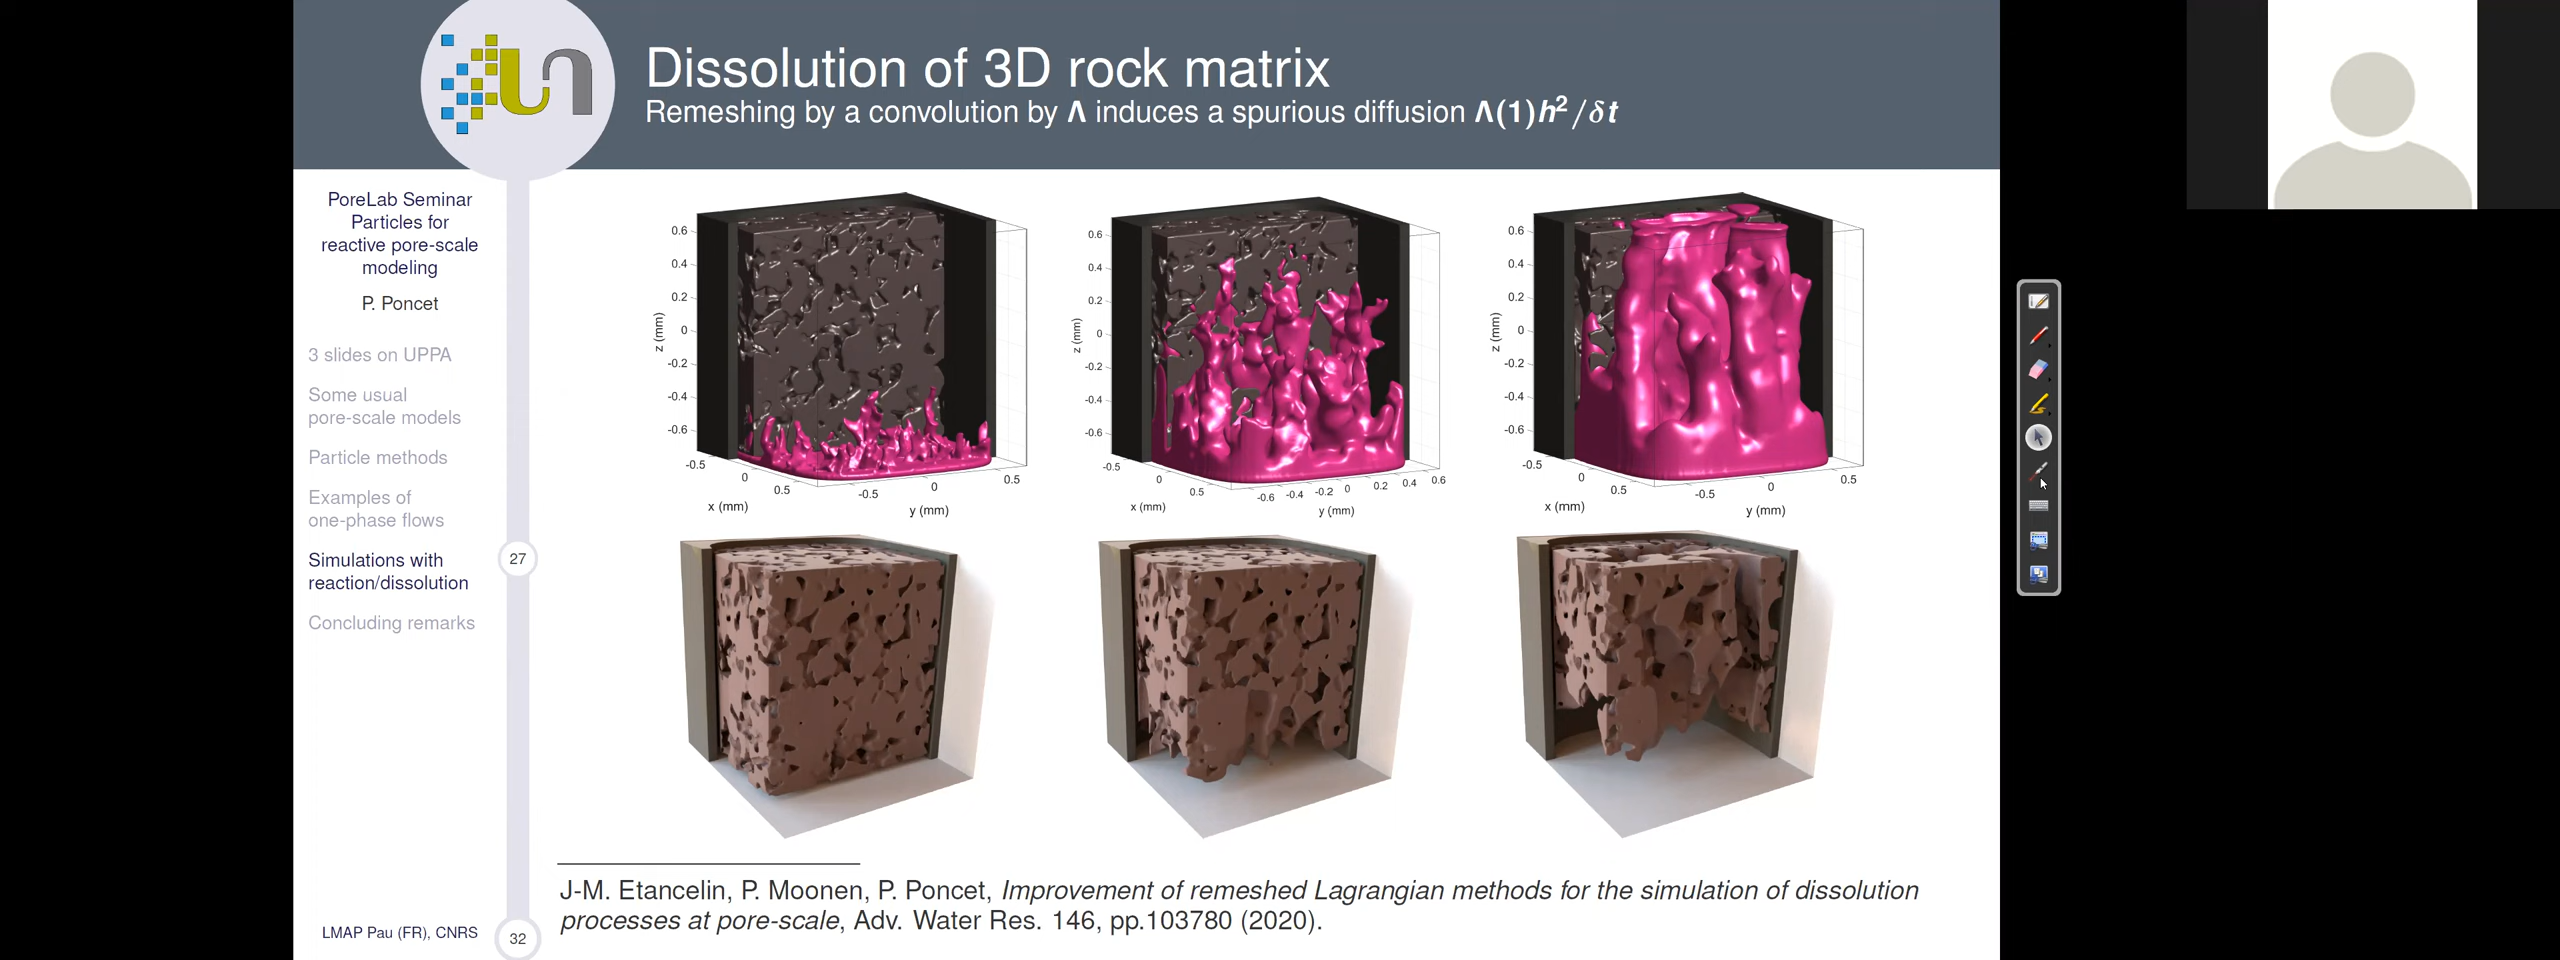 Dissolution of 3D rock matrix
Remeshing by a convolution by Λ induces a spurious diffusion Λ(1)h²/δt
PoreLab Seminar
Particles for
reactive pore-scale
modeling
P. Poncet
3 slides on UPPA
Some usual
pore-scale models
Particle methods
Examples of
one-phase flows
Simulations with
reaction/dissolution
27
Concluding remarks
LMAP Pau (FR), CNRS
32
0.6
0.4
0.2
0
-0.2
-0.4
-0.6
z (mm)
-0.5
0
0.5
x (mm)
-0.5
0
0.5
y (mm)
0.6
0.4
0.2
0
-0.2
-0.4
-0.6
z (mm)
-0.5
0
0.5
x (mm)
-0.6 -0.4 -0.2 0 0.2 0.4 0.6
y (mm)
0.6
0.4
0.2
0
-0.2
-0.4
-0.6
z (mm)
-0.5
0
0.5
x (mm)
-0.5
0
0.5
y (mm)
J-M. Etancelin, P. Moonen, P. Poncet, Improvement of remeshed Lagrangian methods for the simulation of dissolution
processes at pore-scale, Adv. Water Res. 146, pp.103780 (2020).